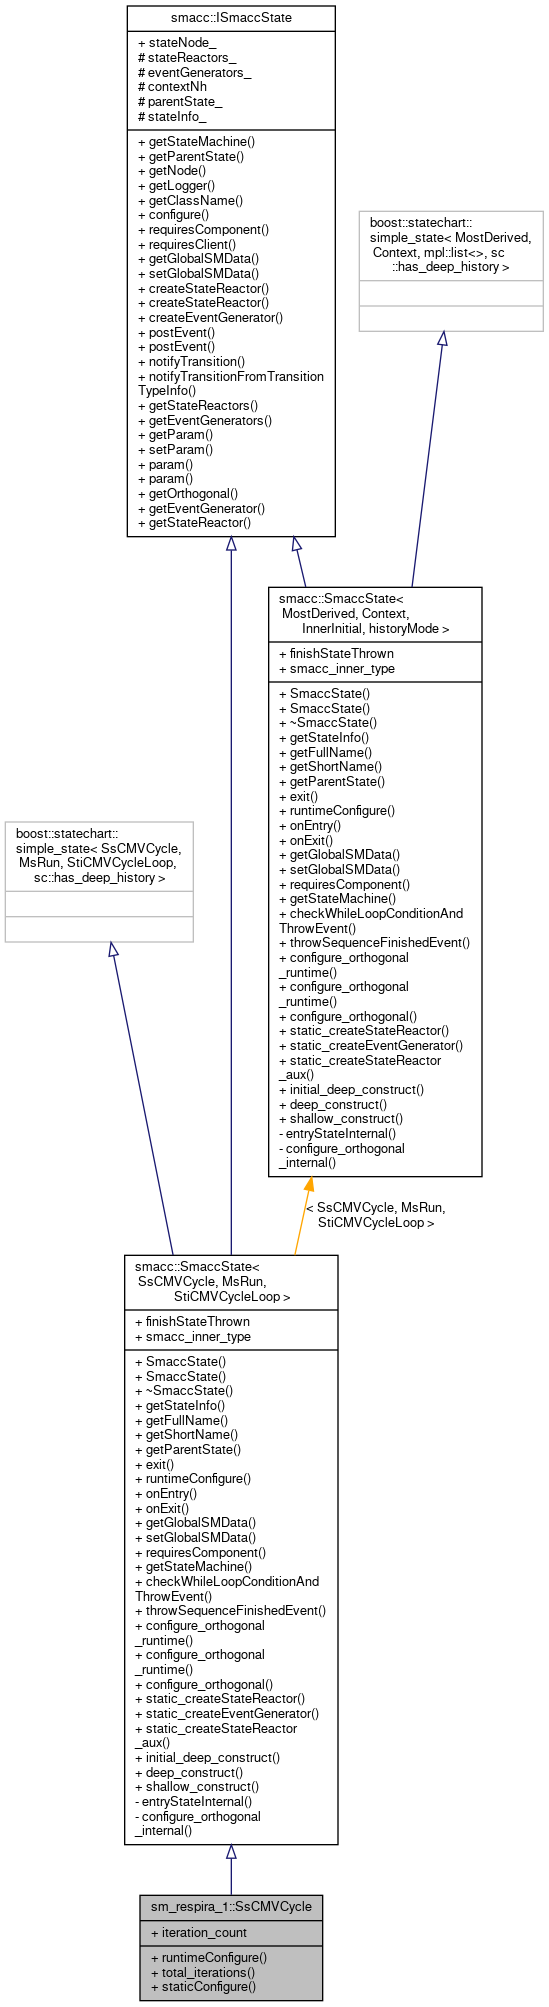 smacc::ISmaccState
+ stateNode_
# stateReactors_
# eventGenerators_
# contextNh
# parentState_
# stateInfo_
+ getStateMachine()
+ getParentState()
+ getNode()
+ getLogger()
+ getClassName()
+ configure()
+ requiresComponent()
+ requiresClient()
+ getGlobalSMData()
+ setGlobalSMData()
+ createStateReactor()
+ createStateReactor()
+ createEventGenerator()
+ postEvent()
+ postEvent()
+ notifyTransition()
+ notifyTransitionFromTransition
TypeInfo()
+ getStateReactors()
+ getEventGenerators()
+ getParam()
+ setParam()
+ param()
+ param()
+ getOrthogonal()
+ getEventGenerator()
+ getStateReactor()
boost::statechart::
simple_state< MostDerived,
Context, mpl::list<>, sc
::has_deep_history >
smacc::SmaccState<
MostDerived, Context,
InnerInitial, historyMode >
+ finishStateThrown
+ smacc_inner_type
+ SmaccState()
+ SmaccState()
+ ~SmaccState()
+ getStateInfo()
+ getFullName()
+ getShortName()
+ getParentState()
+ exit()
+ runtimeConfigure()
+ onEntry()
+ onExit()
+ getGlobalSMData()
+ setGlobalSMData()
+ requiresComponent()
+ getStateMachine()
+ checkWhileLoopConditionAnd
ThrowEvent()
+ throwSequenceFinishedEvent()
+ configure_orthogonal
_runtime()
+ configure_orthogonal
_runtime()
+ configure_orthogonal()
+ static_createStateReactor()
+ static_createEventGenerator()
+ static_createStateReactor
_aux()
+ initial_deep_construct()
+ deep_construct()
+ shallow_construct()
- entryStateInternal()
- configure_orthogonal
_internal()
boost::statechart::
simple_state< SsCMVCycle,
MsRun, StiCMVCycleLoop,
sc::has_deep_history >
< SsCMVCycle, MsRun,
StiCMVCycleLoop >
smacc::SmaccState<
SsCMVCycle, MsRun,
StiCMVCycleLoop >
+ finishStateThrown
+ smacc_inner_type
+ SmaccState()
+ SmaccState()
+ ~SmaccState()
+ getStateInfo()
+ getFullName()
+ getShortName()
+ getParentState()
+ exit()
+ runtimeConfigure()
+ onEntry()
+ onExit()
+ getGlobalSMData()
+ setGlobalSMData()
+ requiresComponent()
+ getStateMachine()
+ checkWhileLoopConditionAnd
ThrowEvent()
+ throwSequenceFinishedEvent()
+ configure_orthogonal
_runtime()
+ configure_orthogonal
_runtime()
+ configure_orthogonal()
+ static_createStateReactor()
+ static_createEventGenerator()
+ static_createStateReactor
_aux()
+ initial_deep_construct()
+ deep_construct()
+ shallow_construct()
- entryStateInternal()
- configure_orthogonal
_internal()
sm_respira_1::SsCMVCycle
+ iteration_count
+ runtimeConfigure()
+ total_iterations()
+ staticConfigure()